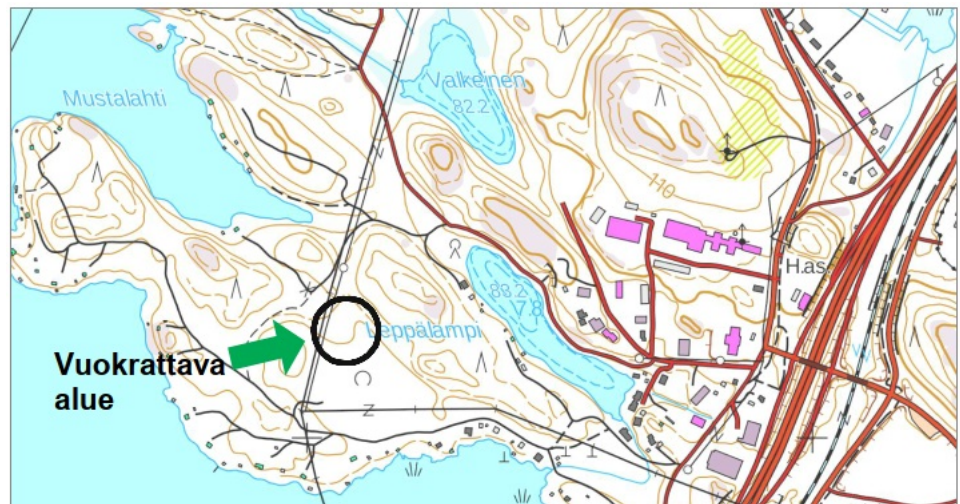 Mustalahti
Valkeinen
82.2
110
H.as
83.2
7.8
Leppälampi
Vuokrattava
alue
Z